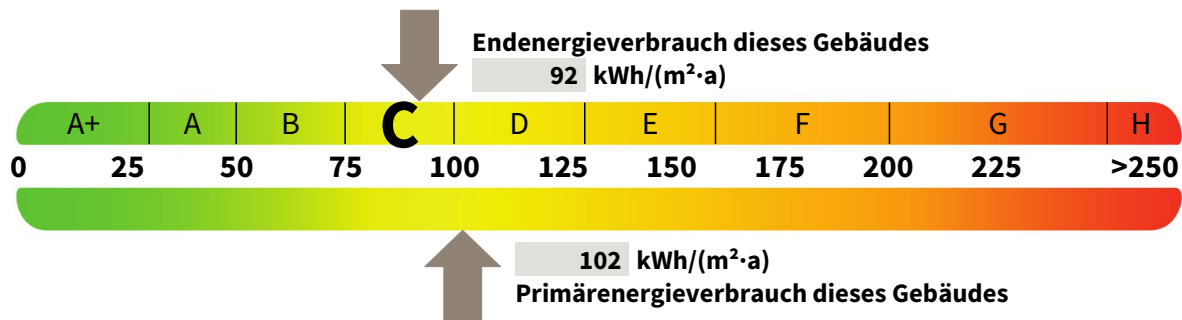 Endenergieverbrauch dieses Gebäudes
92 kWh/(m²·a)
A+ A B C D E F G H
0 25 50 75 100 125 150 175 200 225 >250
102 kWh/(m²·a)
Primärenergieverbrauch dieses Gebäudes